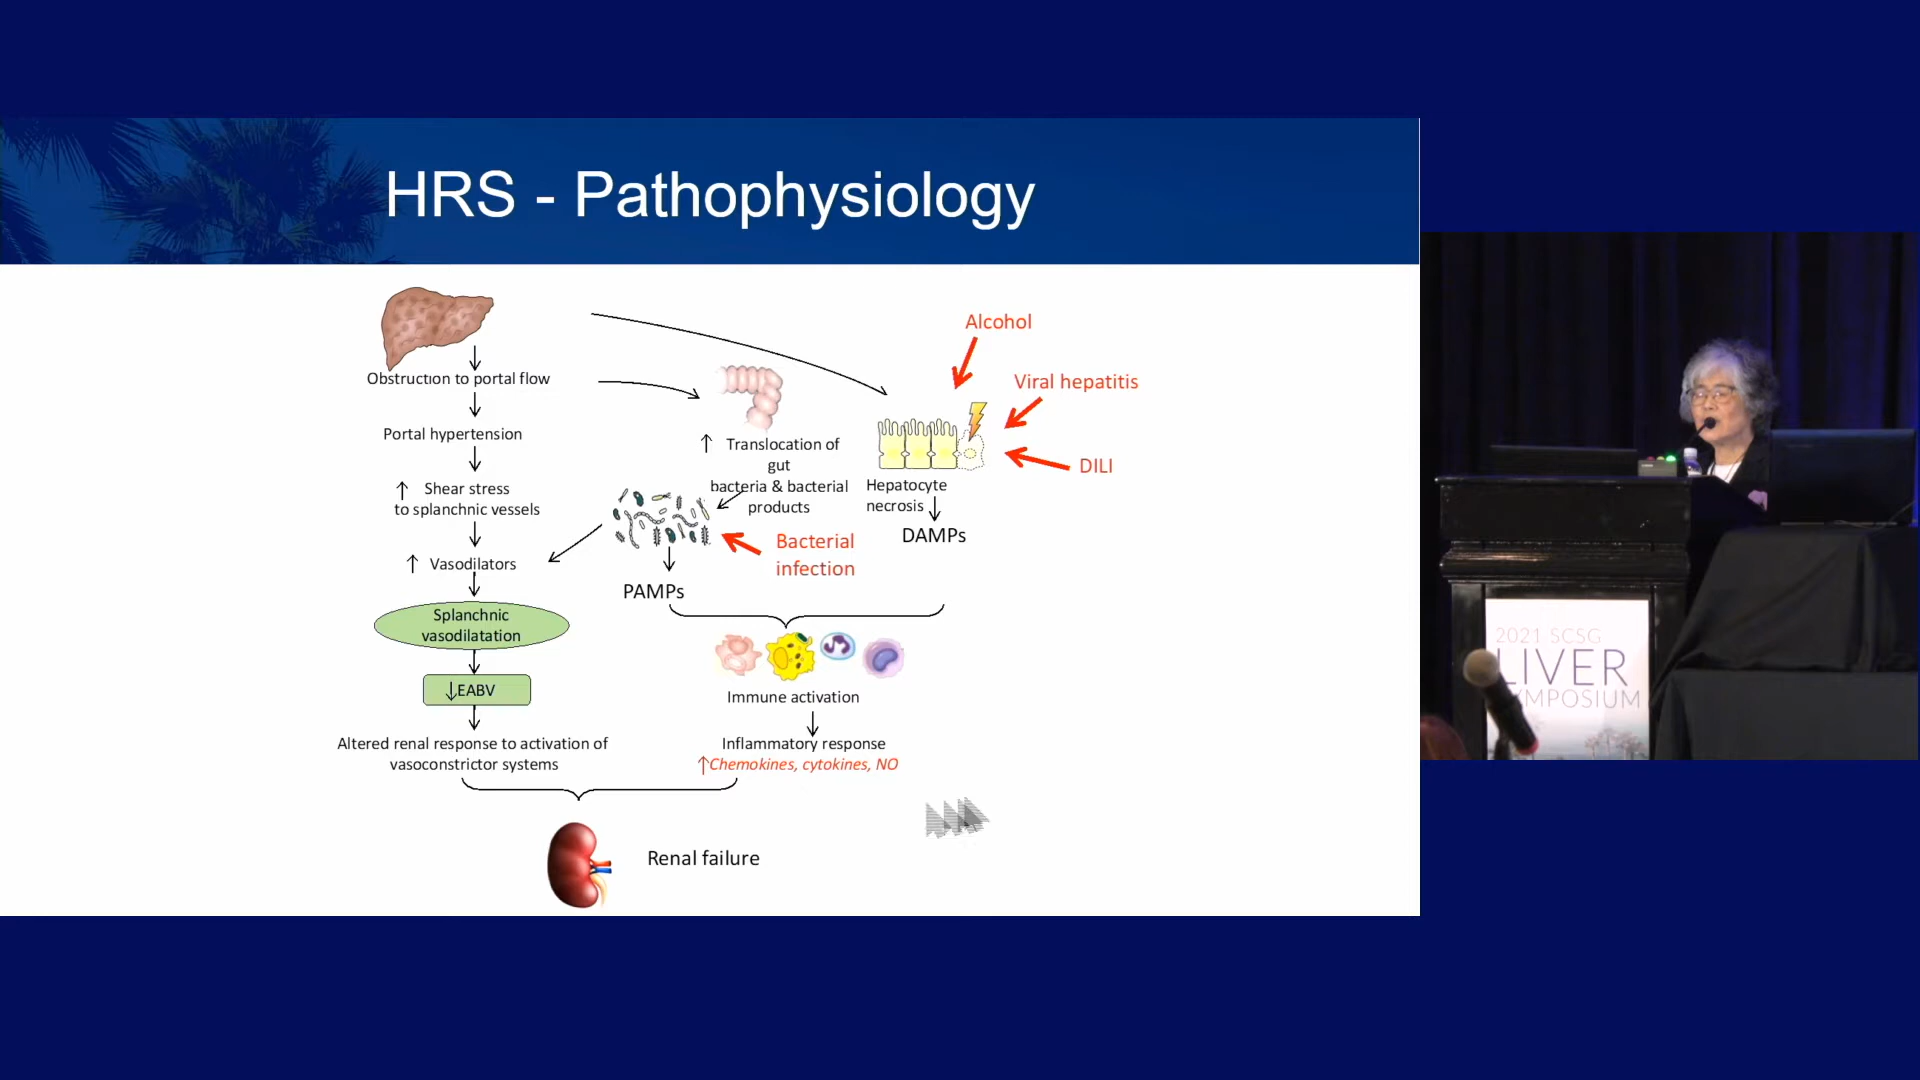 HRS - Pathophysiology
Obstruction to portal flow
Portal hypertension
↑ Shear stress
to splanchnic vessels
↑ Vasodilators
Splanchnic
vasodilatation
↓EABV
Altered renal response to activation of
vasoconstrictor systems
↑ Translocation of
gut
bacteria & bacterial
products
Bacterial
infection
PAMPs
Alcohol
Viral hepatitis
DILI
Hepatocyte
necrosis
DAMPs
Immune activation
Inflammatory response
↑Chemokines, cytokines, NO
Renal failure
2021 SCSG
LIVER
YMPOSIUM